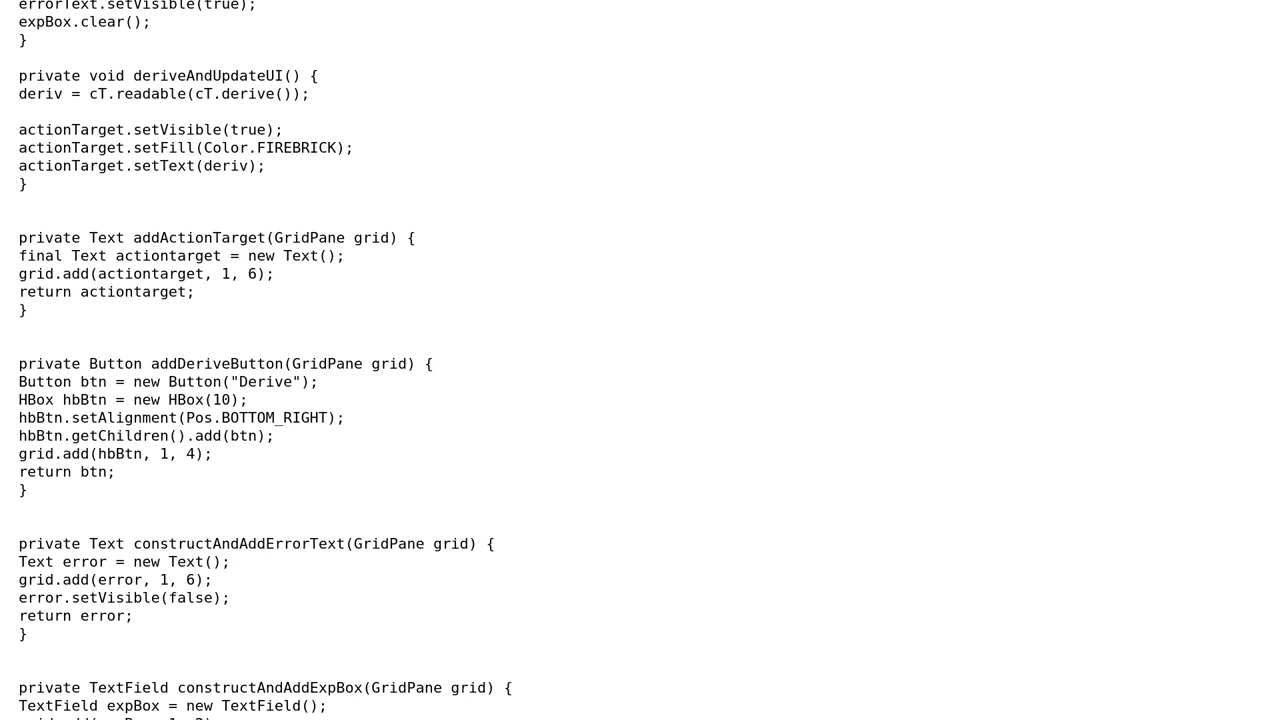 errorText.setVisible(true);
expBox.clear();
}
private void deriveAndUpdateUI() {
deriv = cT.readable(cT.derive());
actionTarget.setVisible(true);
actionTarget.setFill(Color.FIREBRICK);
actionTarget.setText(deriv);
}
private Text addActionTarget(GridPane grid) {
final Text actiontarget = new Text();
grid.add(actiontarget, 1, 6);
return actiontarget;
}
private Button addDeriveButton(GridPane grid) {
Button btn = new Button("Derive");
HBox hbBtn = new HBox(10);
hbBtn.setAlignment(Pos.BOTTOM_RIGHT);
hbBtn.getChildren().add(btn);
grid.add(hbBtn, 1, 4);
return btn;
}
private Text constructAndAddErrorText(GridPane grid) {
Text error = new Text();
grid.add(error, 1, 6);
error.setVisible(false);
return error;
}
private TextField constructAndAddExpBox(GridPane grid) {
TextField expBox = new TextField();